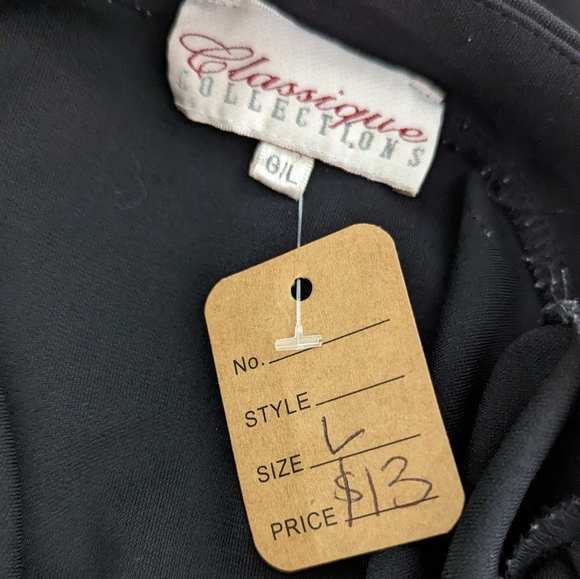 Classique
COLLECTIONS
G/L
No.
STYLE
SIZE L
PRICE $13